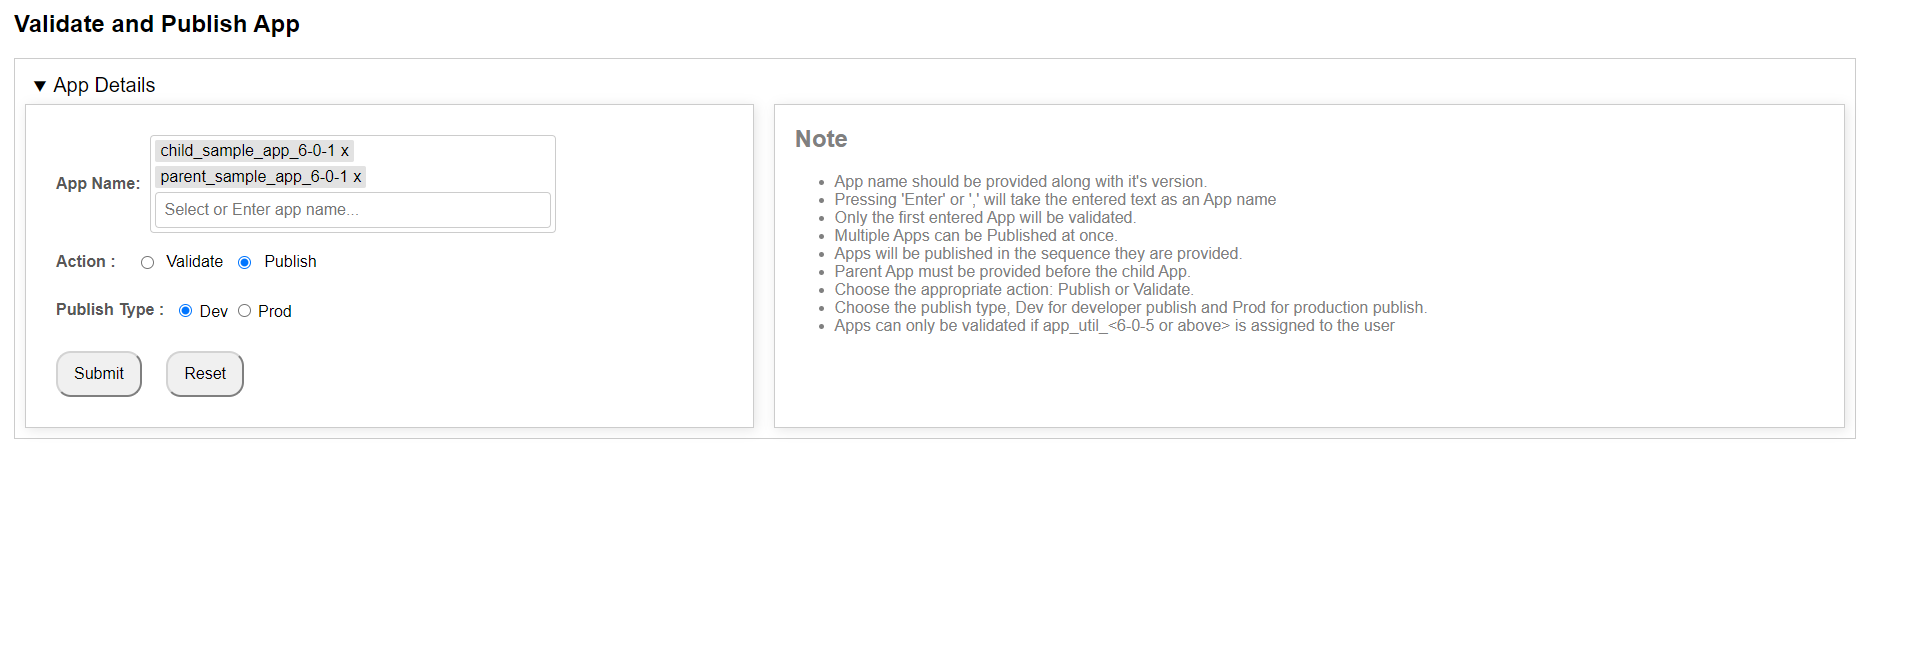 Validate and Publish App
▼ App Details
child_sample_app_6-0-1 x
parent_sample_app_6-0-1 x
App Name:
Select or Enter app name...
Action : Validate Publish
Publish Type : Dev Prod
Submit Reset
Note
• App name should be provided along with it's version.
• Pressing 'Enter' or ',' will take the entered text as an App name
• Only the first entered App will be validated.
• Multiple Apps can be Published at once.
• Apps will be published in the sequence they are provided.
• Parent App must be provided before the child App.
• Choose the appropriate action: Publish or Validate.
• Choose the publish type, Dev for developer publish and Prod for production publish.
• Apps can only be validated if app_util_<6-0-5 or above> is assigned to the user